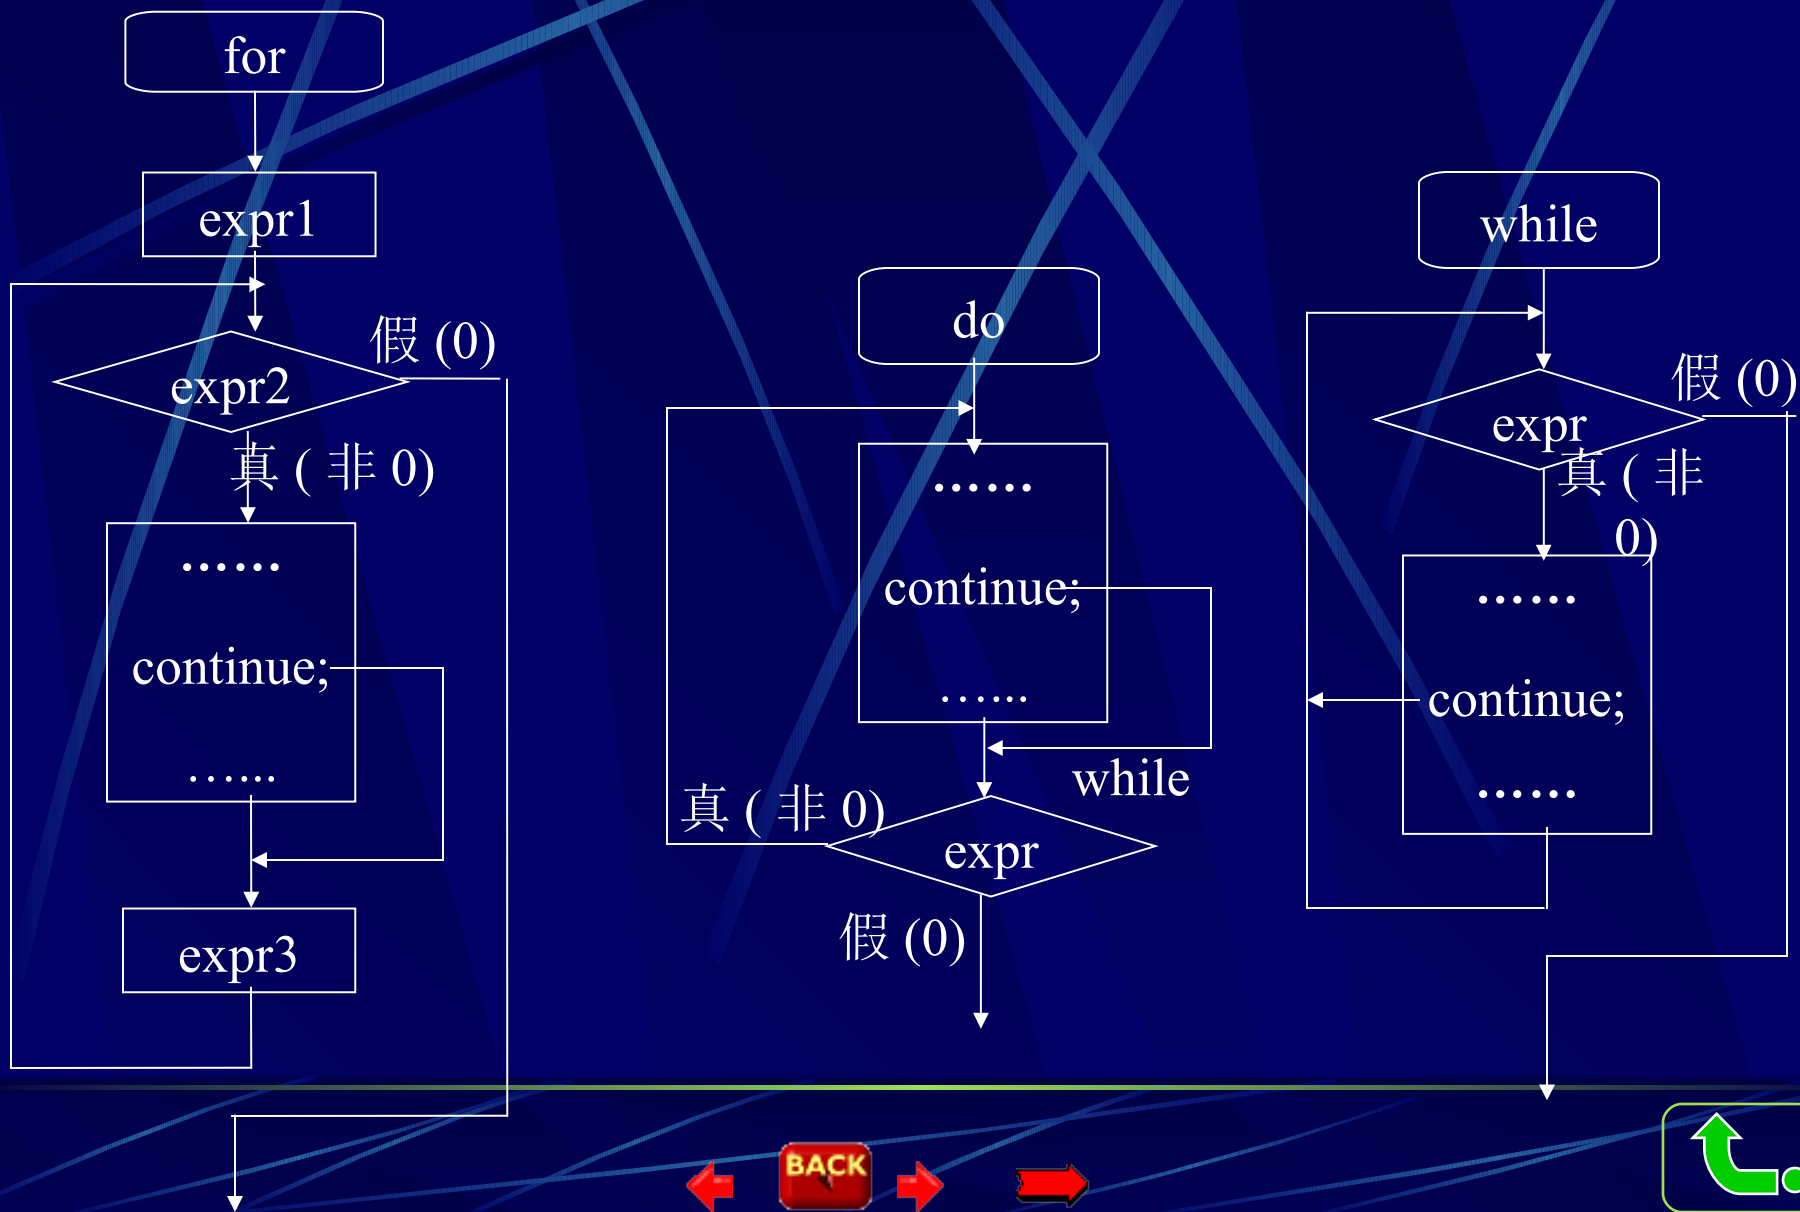 for
expr1
假 (0)
expr2
真 ( 非 0)
……
continue;
…...
expr3
do
……
continue;
…...
while
真 ( 非 0)
expr
假 (0)
while
假 (0)
expr
真 ( 非
0)
……
continue;
……
BACK